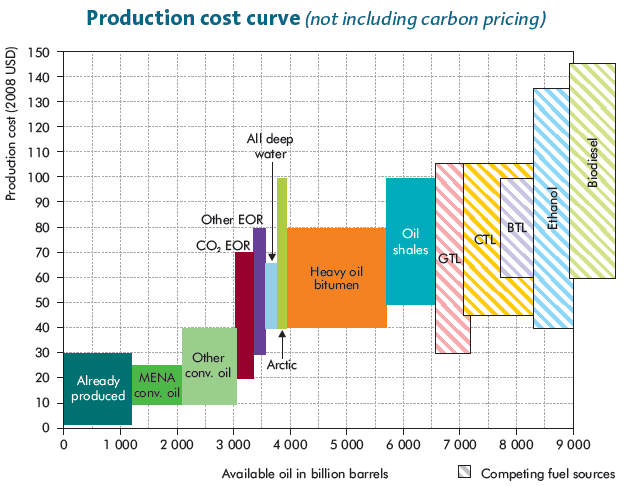 Production cost curve (not including carbon pricing)
Production cost (2008 USD)
150
140
130
120
110
100
90
80
70
60
50
40
30
20
10
0
Already
produced
MENA
conv. oil
Other
conv. oil
CO₂ EOR
Other EOR
All deep
water
Arctic
Heavy oil
bitumen
Oil
shales
GTL
CTL
BTL
Ethanol
Biodiesel
0
1 000
2 000
3 000
4 000
5 000
6 000
7 000
8 000
9 000
Available oil in billion barrels
Competing fuel sources